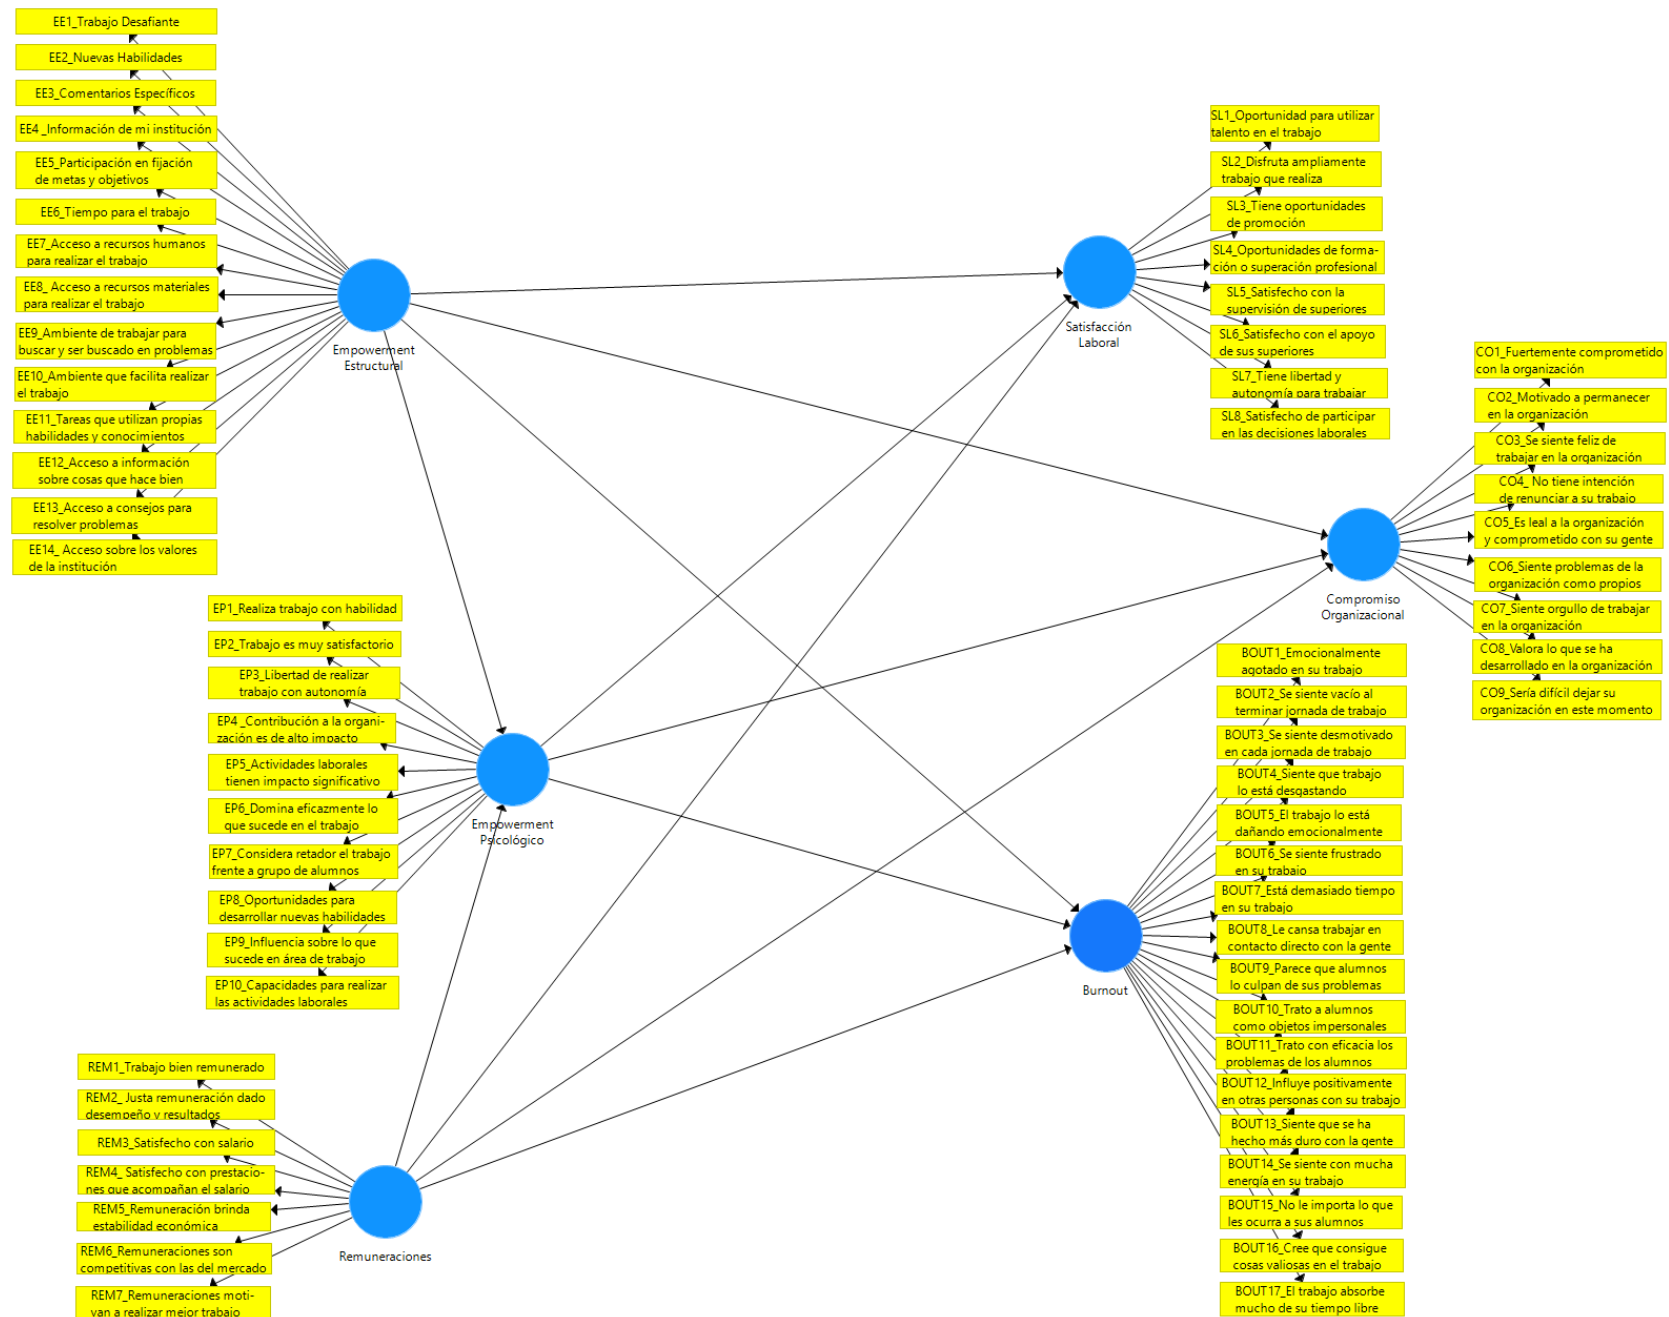 EE1_Trabajo Desafiante
EE2_Nuevas Habilidades
EE3_Comentarios Específicos
EE4 _Información de mi institución
EE5_Participación en fijación
de metas y objetivos
EE6_Tiempo para el trabajo
EE7_Acceso a recursos humanos
para realizar el trabajo
EE8_ Acceso a recursos materiales
para realizar el trabajo
EE9_Ambiente de trabajar para
buscar y ser buscado en problemas
EE10_Ambiente que facilita realizar
el trabajo
EE11_Tareas que utilizan propias
habilidades y conocimientos
EE12_Acceso a información
sobre cosas que hace bien
EE13_Acceso a consejos para
resolver problemas
EE14_ Acceso sobre los valores
de la institución
Empowerment
Estructural
EP1_Realiza trabajo con habilidad
EP2_Trabajo es muy satisfactorio
EP3_Libertad de realizar
trabajo con autonomía
EP4 _Contribución a la organi-
zación es de alto impacto
EP5_Actividades laborales
tienen impacto significativo
EP6_Domina eficazmente lo
que sucede en el trabajo
EP7_Considera retador el trabajo
frente a grupo de alumnos
EP8_Oportunidades para
desarrollar nuevas habilidades
EP9_Influencia sobre lo que
sucede en área de trabajo
EP10_Capacidades para realizar
las actividades laborales
Empowerment
Psicológico
REM1_Trabajo bien remunerado
REM2_ Justa remuneración dado
desempeño y resultados
REM3_Satisfecho con salario
REM4_ Satisfecho con prestacio-
nes que acompañan el salario
REM5_Remuneración brinda
estabilidad económica
REM6_Remuneraciones son
competitivas con las del mercado
REM7_Remuneraciones moti-
van a realizar mejor trabajo
Remuneraciones
SL1_Oportunidad para utilizar
talento en el trabajo
SL2_Disfruta ampliamente
trabajo que realiza
SL3_Tiene oportunidades
de promoción
SL4_Oportunidades de forma-
ción o superación profesional
SL5_Satisfecho con la
supervisión de superiores
SL6_Satisfecho con el apoyo
de sus superiores
SL7_Tiene libertad y
autonomía para trabajar
SL8_Satisfecho de participar
en las decisiones laborales
Satisfacción
Laboral
CO1_Fuertemente comprometido
con la organización
CO2_Motivado a permanecer
en la organización
CO3_Se siente feliz de
trabajar en la organización
CO4_ No tiene intención
de renunciar a su trabajo
CO5_Es leal a la organización
y comprometido con su gente
CO6_Siente problemas de la
organización como propios
CO7_Siente orgullo de trabajar
en la organización
CO8_Valora lo que se ha
desarrollado en la organización
CO9_Sería difícil dejar su
organización en este momento
Compromiso
Organizacional
BOUT1_Emocionalmente
agotado en su trabajo
BOUT2_Se siente vacío al
terminar jornada de trabajo
BOUT3_Se siente desmotivado
en cada jornada de trabajo
BOUT4_Siente que trabajo
lo está desgastando
BOUT5_El trabajo lo está
dañando emocionalmente
BOUT6_Se siente frustrado
en su trabajo
BOUT7_Está demasiado tiempo
en su trabajo
BOUT8_Le cansa trabajar en
contacto directo con la gente
BOUT9_Parece que alumnos
lo culpan de sus problemas
BOUT10_Trato a alumnos
como objetos impersonales
BOUT11_Trato con eficacia los
problemas de los alumnos
BOUT12_Influye positivamente
en otras personas con su trabajo
BOUT13_Siente que se ha
hecho más duro con la gente
BOUT14_Se siente con mucha
energía en su trabajo
BOUT15_No le importa lo que
les ocurra a sus alumnos
BOUT16_Cree que consigue
cosas valiosas en el trabajo
BOUT17_El trabajo absorbe
mucho de su tiempo libre
Burnout